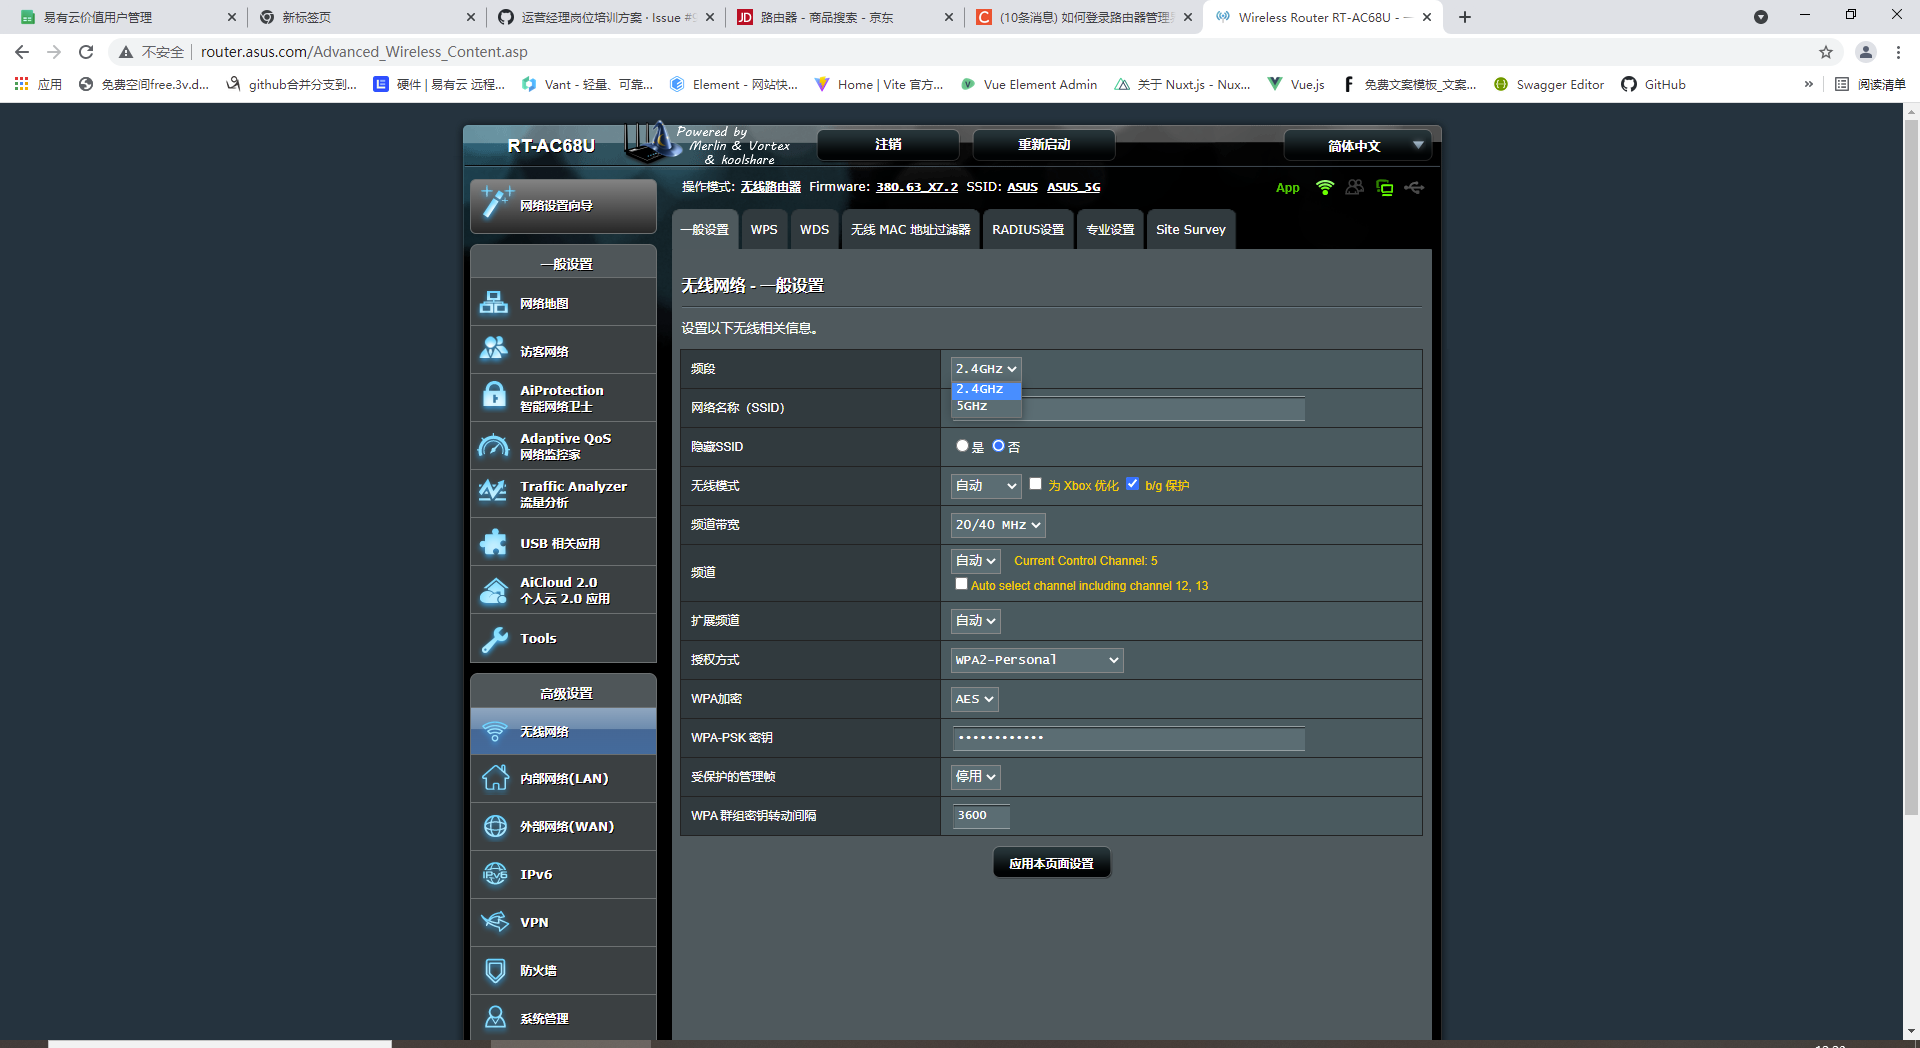 易有云价值用户管理
新标签页
运营经理岗位培训方案 · Issue #9
路由器 - 商品搜索 - 京东
(10条消息) 如何登录路由器管理
Wireless Router RT-AC68U - 一
不安全
router.asus.com/Advanced_Wireless_Content.asp
应用
免费空间free.3v.d...
github合并分支到...
硬件 | 易有云 远程...
Vant - 轻量、可靠...
Element - 网站快...
Home | Vite 官方...
Vue Element Admin
关于 Nuxt.js - Nux...
Vue.js
免费文案模板_文案...
Swagger Editor
GitHub
»
阅读清单
RT-AC68U
Powered by
Merlin & Vortex
& koolshare
注销
重新启动
简体中文
操作模式: 无线路由器 Firmware: 380.63_X7.2 SSID: ASUS ASUS_5G
App
网络设置向导
一般设置
网络地图
访客网络
AiProtection
智能网络卫士
Adaptive QoS
网络监控家
Traffic Analyzer
流量分析
USB 相关应用
AiCloud 2.0
个人云 2.0 应用
Tools
高级设置
无线网络
内部网络(LAN)
外部网络(WAN)
IPv6
VPN
防火墙
系统管理
一般设置
WPS
WDS
无线 MAC 地址过滤器
RADIUS设置
专业设置
Site Survey
无线网络 - 一般设置
设置以下无线相关信息。
频段
2.4GHz
2.4GHz
5GHz
网络名称（SSID）
隐藏SSID
是 否
无线模式
自动 为 Xbox 优化 b/g 保护
频道带宽
20/40 MHz
频道
自动 Current Control Channel: 5
Auto select channel including channel 12, 13
扩展频道
自动
授权方式
WPA2-Personal
WPA加密
AES
WPA-PSK 密钥
••••••••••••
受保护的管理帧
停用
WPA 群组密钥转动间隔
3600
应用本页面设置